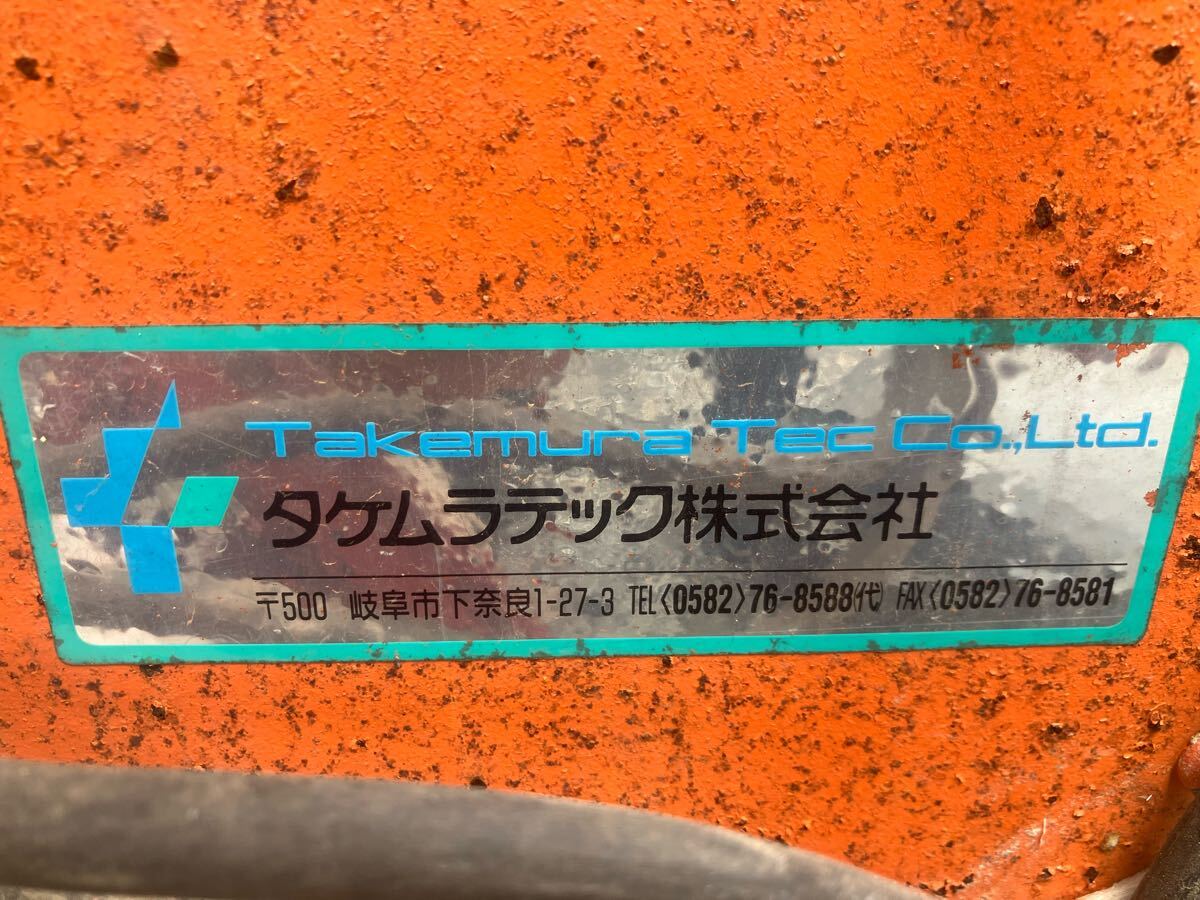 Takemura Tec Co.,Ltd.
タケムラテック株式会社
〒500 岐阜市下奈良1-27-3 TEL〈0582〉76-8588(代) FAX〈0582〉76-8581